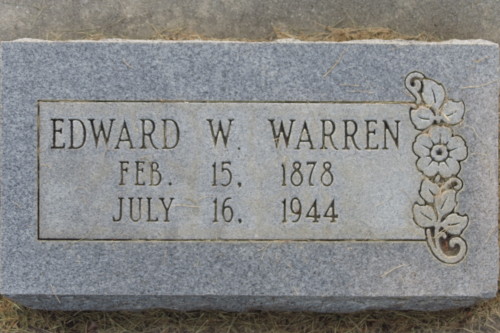 EDWARD W. WARREN
FEB. 15, 1878
JULY 16, 1944